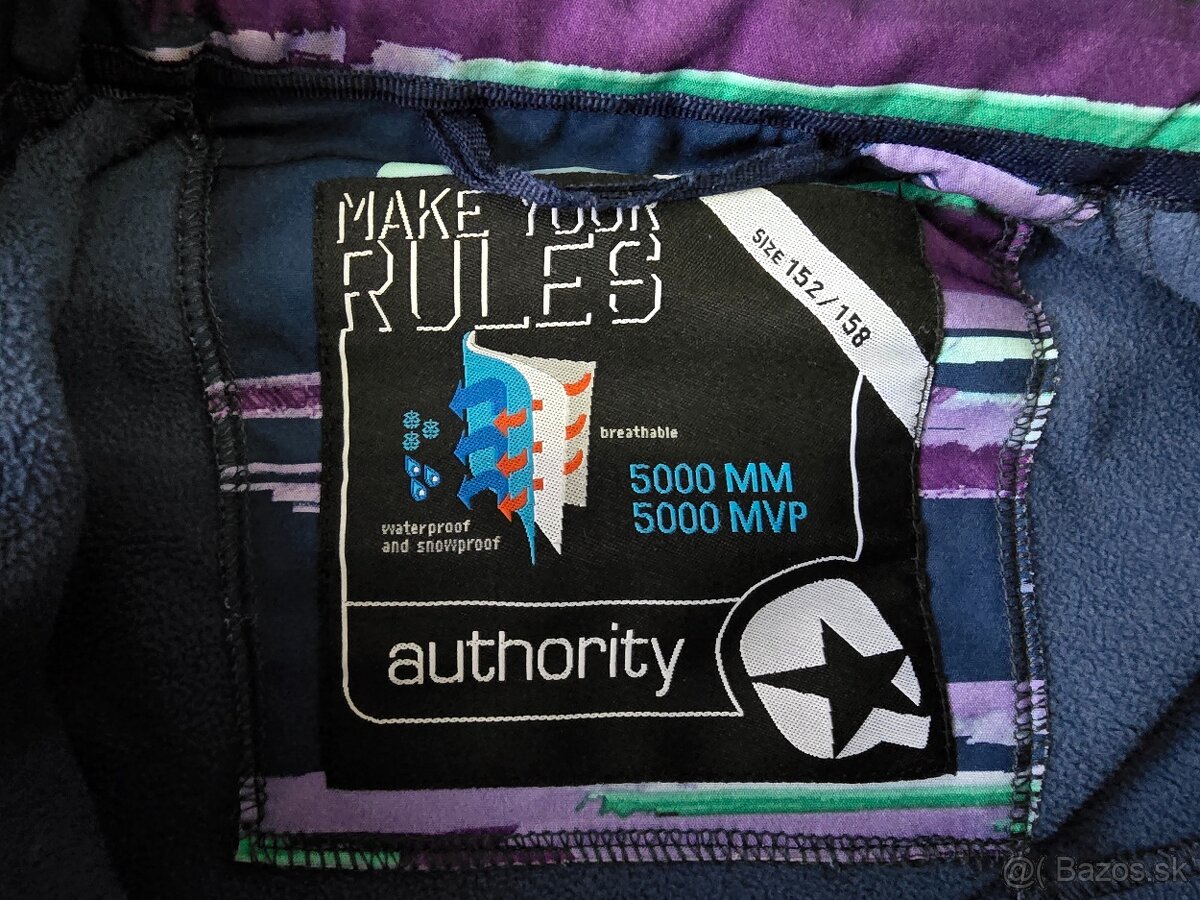 MAKE YOUR
RULES
SIZE 152/158
breathable
5000 MM
5000 MVP
waterproof
and snowproof
authority
@( Bazos.sk